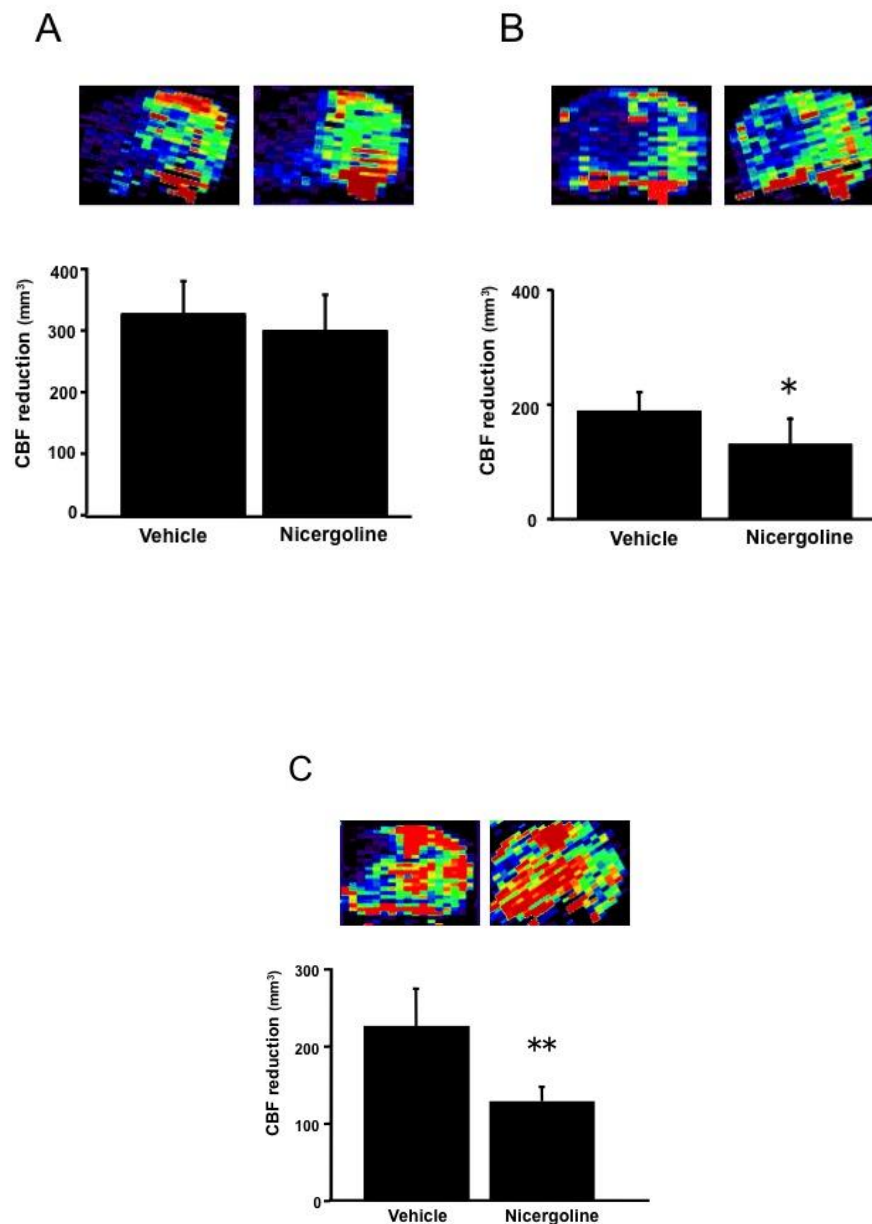 A
B
CBF reduction (mm³)
400
300
200
100
0
Vehicle
Nicergoline
CBF reduction (mm³)
400
200
0
*
Vehicle
Nicergoline
C
CBF reduction (mm³)
300
200
100
0
**
Vehicle
Nicergoline